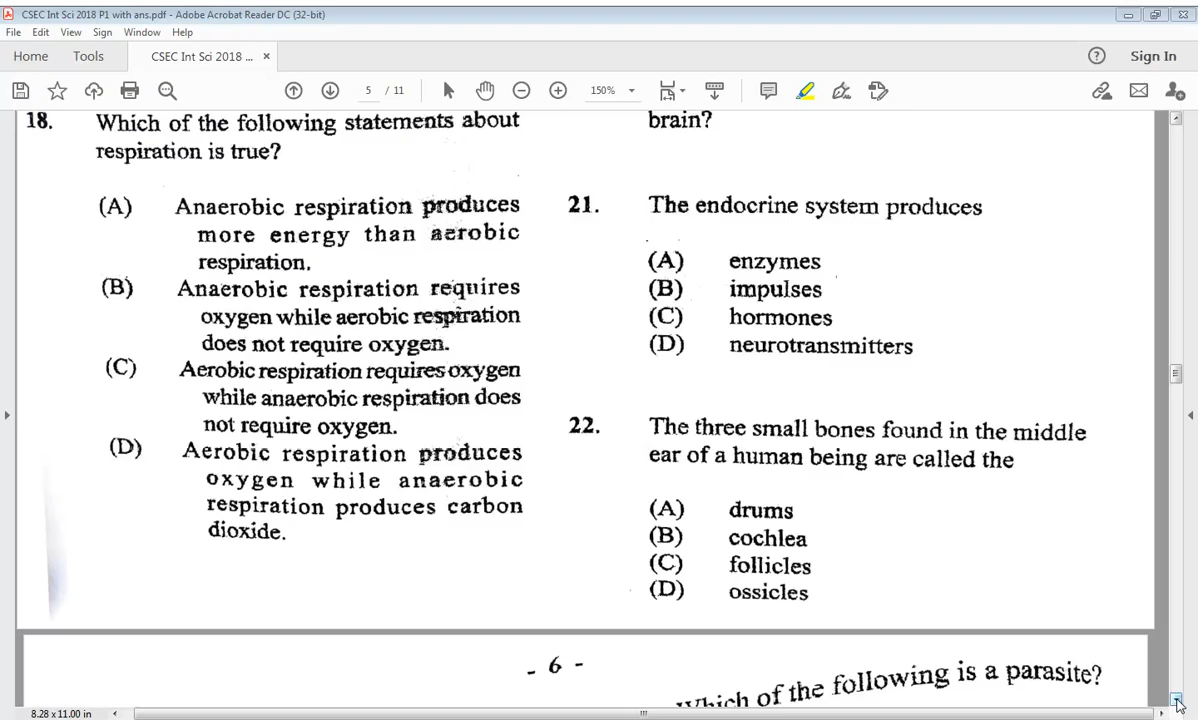 CSEC Int Sci 2018 P1 with ans.pdf - Adobe Acrobat Reader DC (32-bit)
File Edit View Sign Window Help
Home Tools CSEC Int Sci 2018 ... × ? Sign In
5 / 11 150%
18. Which of the following statements about
respiration is true?
(A) Anaerobic respiration produces
more energy than aerobic
respiration.
(B) Anaerobic respiration requires
oxygen while aerobic respiration
does not require oxygen.
(C) Aerobic respiration requires oxygen
while anaerobic respiration does
not require oxygen.
(D) Aerobic respiration produces
oxygen while anaerobic
respiration produces carbon
dioxide.
brain?
21. The endocrine system produces
(A) enzymes
(B) impulses
(C) hormones
(D) neurotransmitters
22. The three small bones found in the middle
ear of a human being are called the
(A) drums
(B) cochlea
(C) follicles
(D) ossicles
- 6 -
Which of the following is a parasite?
8.28 x 11.00 in